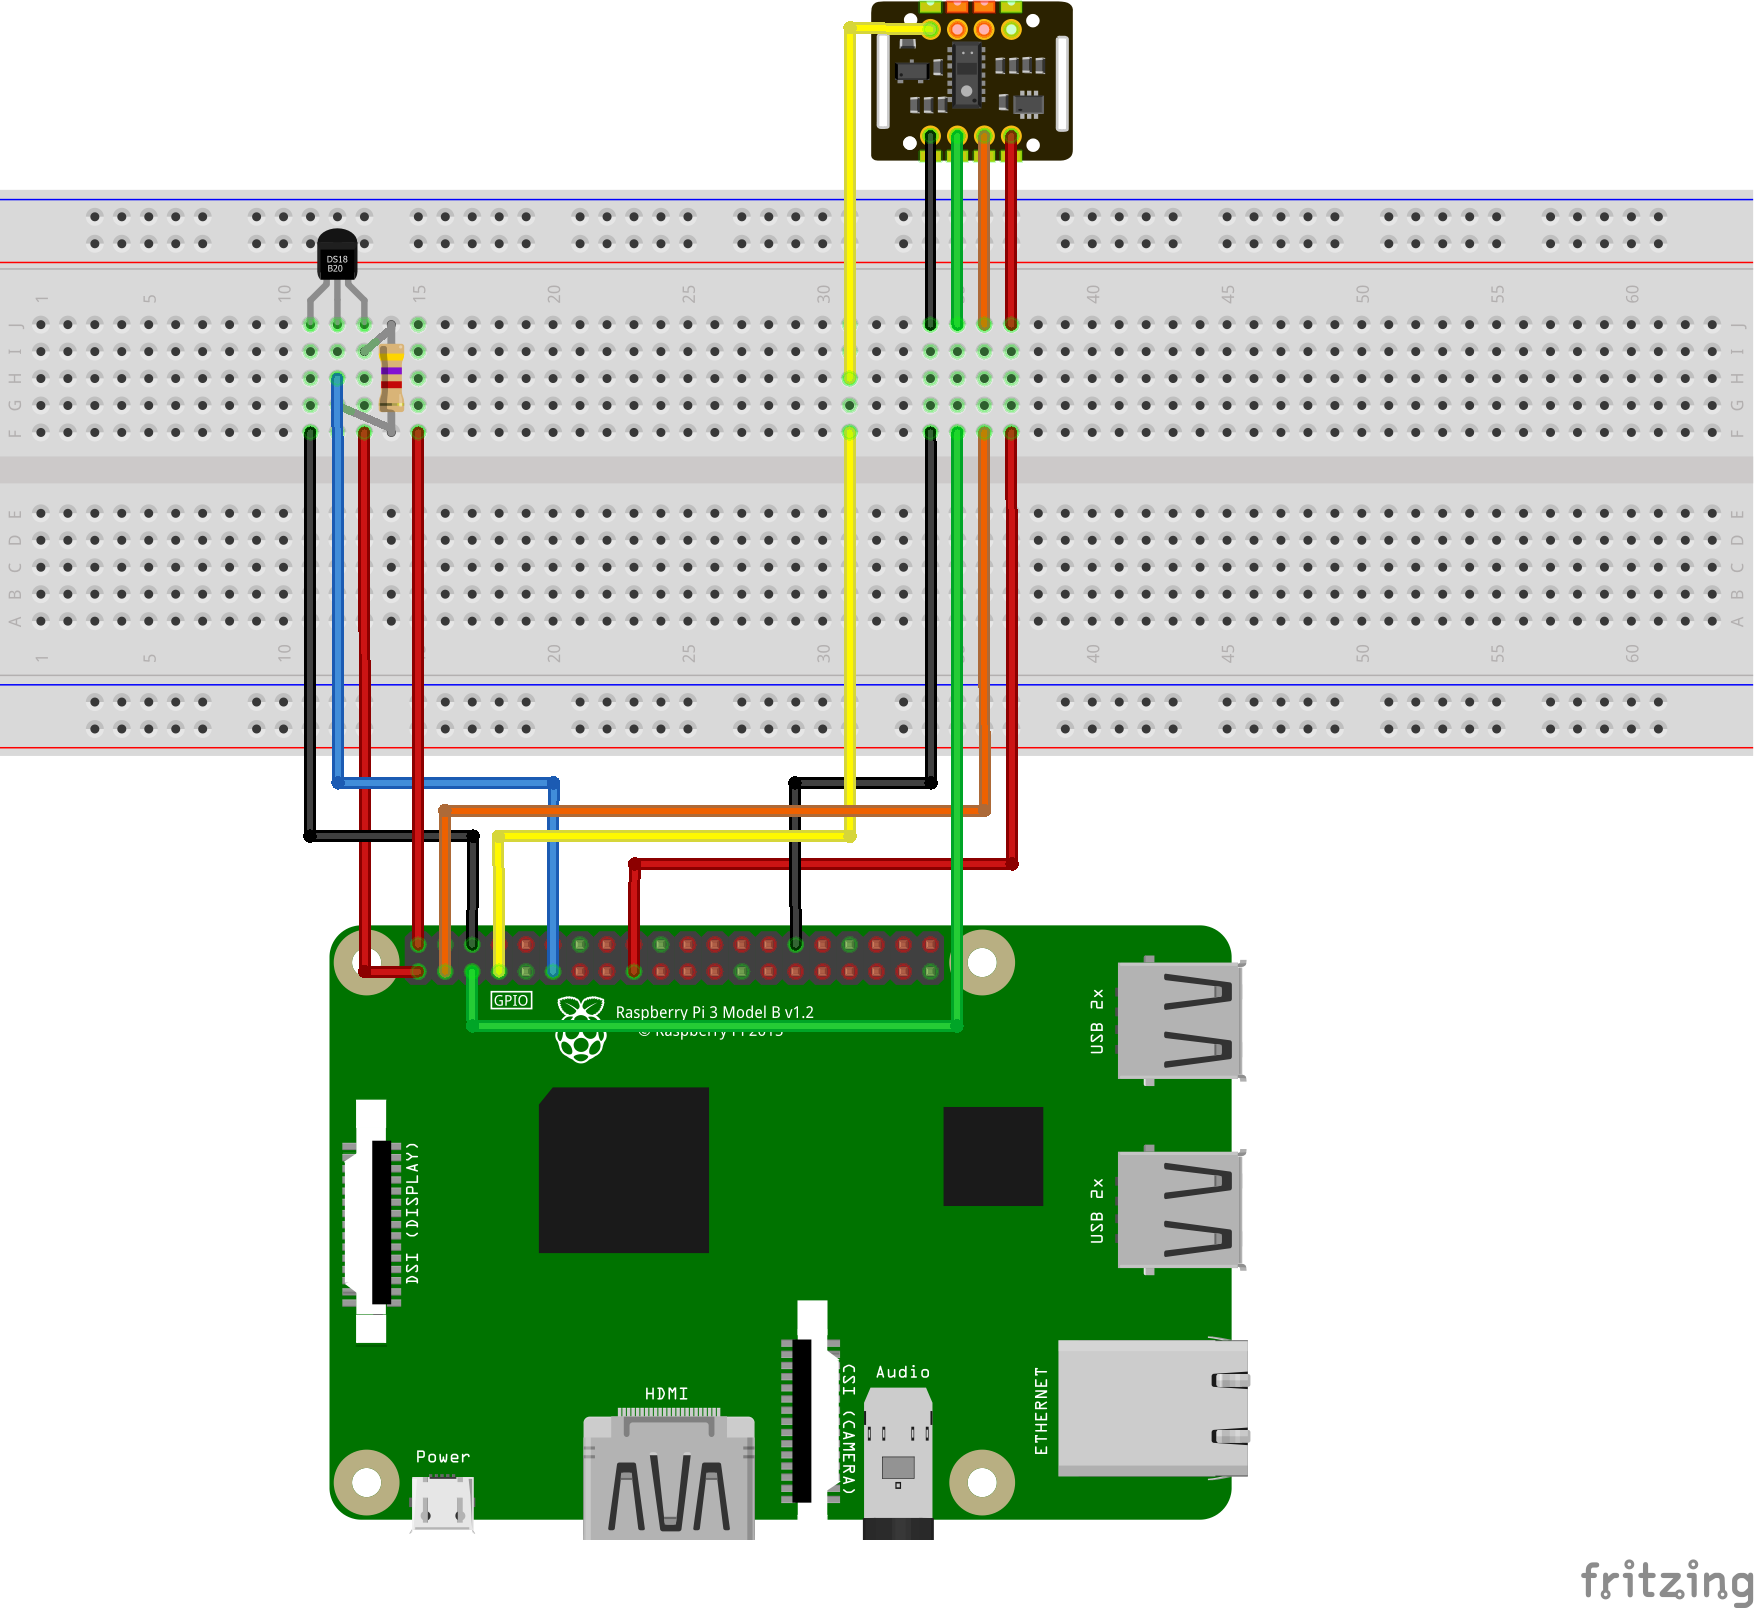 DS18
B20
1 5 10 15 20 25 30 40 45 50 55 60
J J
I I
H H
G G
F F
E E
D D
C C
B B
A A
1 5 10 20 25 30 40 45 50 55 60
GPIO
Raspberry Pi 3 Model B v1.2
© Raspberry Pi 2015
USB 2x
DSI (DISPLAY)
USB 2x
HDMI
CSI (CAMERA)
Audio
ETHERNET
Power
fritzing